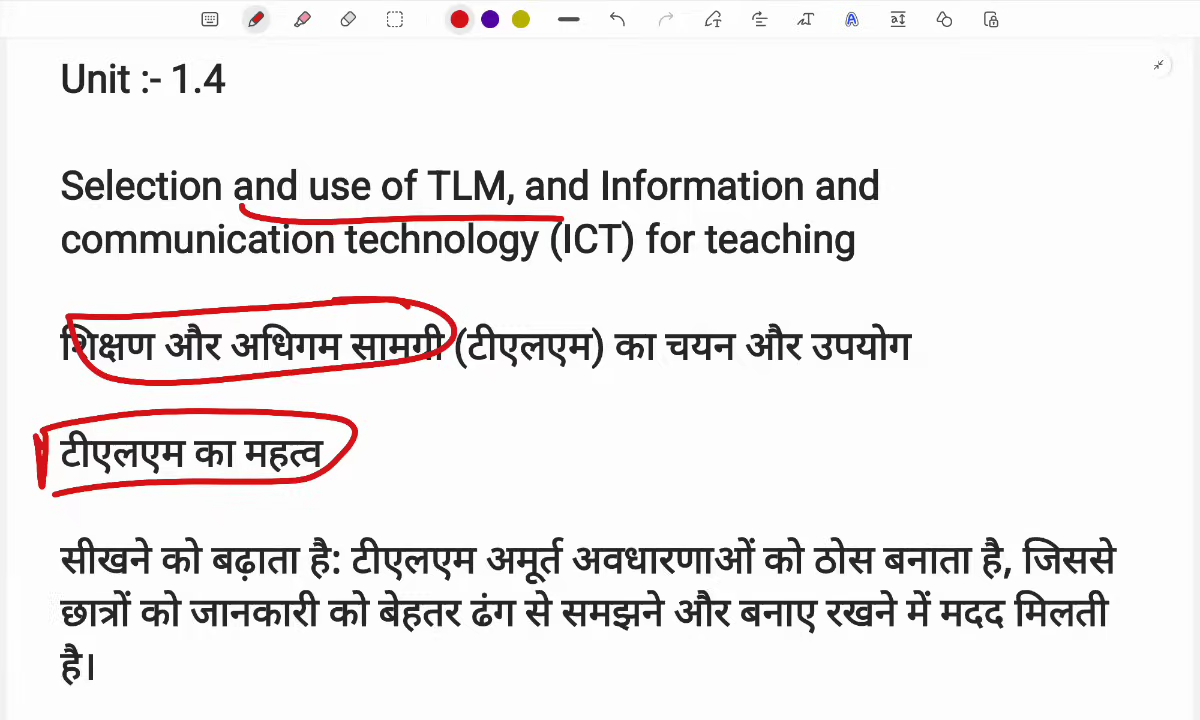 Unit :- 1.4
Selection and use of TLM, and Information and
communication technology (ICT) for teaching
शिक्षण और अधिगम सामगी (टीएलएम) का चयन और उपयोग
टीएलएम का महत्व
सीखने को बढ़ाता है: टीएलएम अमूर्त अवधारणाओं को ठोस बनाता है, जिससे
छात्रों को जानकारी को बेहतर ढंग से समझने और बनाए रखने में मदद मिलती
है।